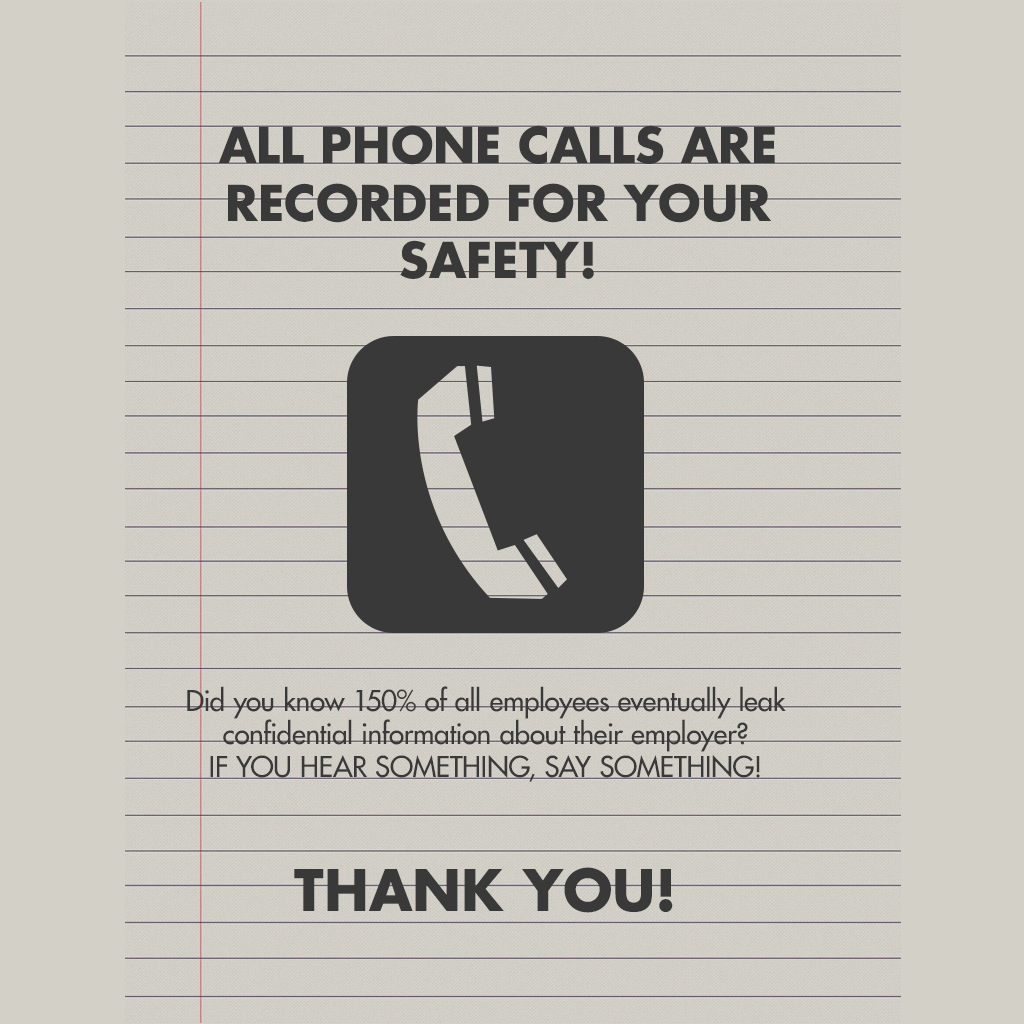 ALL PHONE CALLS ARE
RECORDED FOR YOUR
SAFETY!
Did you know 150% of all employees eventually leak
confidential information about their employer?
IF YOU HEAR SOMETHING, SAY SOMETHING!
THANK YOU!